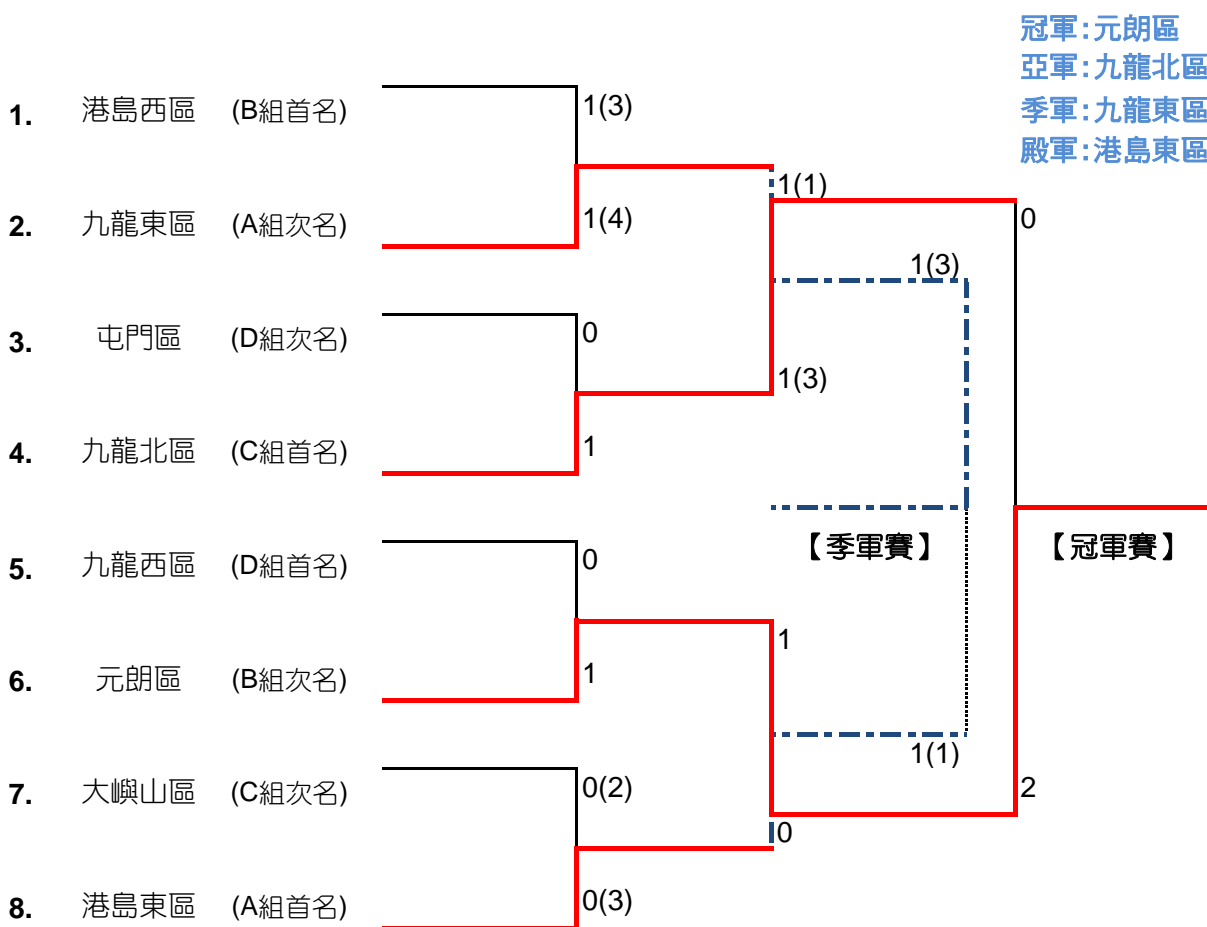 冠軍:元朗區
亞軍:九龍北區
季軍:九龍東區
殿軍:港島東區
1. 港島西區 (B組首名) 1(3)
1(1)
2. 九龍東區 (A組次名) 1(4) 0
1(3)
3. 屯門區 (D組次名) 0
1(3)
4. 九龍北區 (C組首名) 1
【季軍賽】 【冠軍賽】
5. 九龍西區 (D組首名) 0
1
6. 元朗區 (B組次名) 1
1(1)
7. 大嶼山區 (C組次名) 0(2) 2
0
8. 港島東區 (A組首名) 0(3)